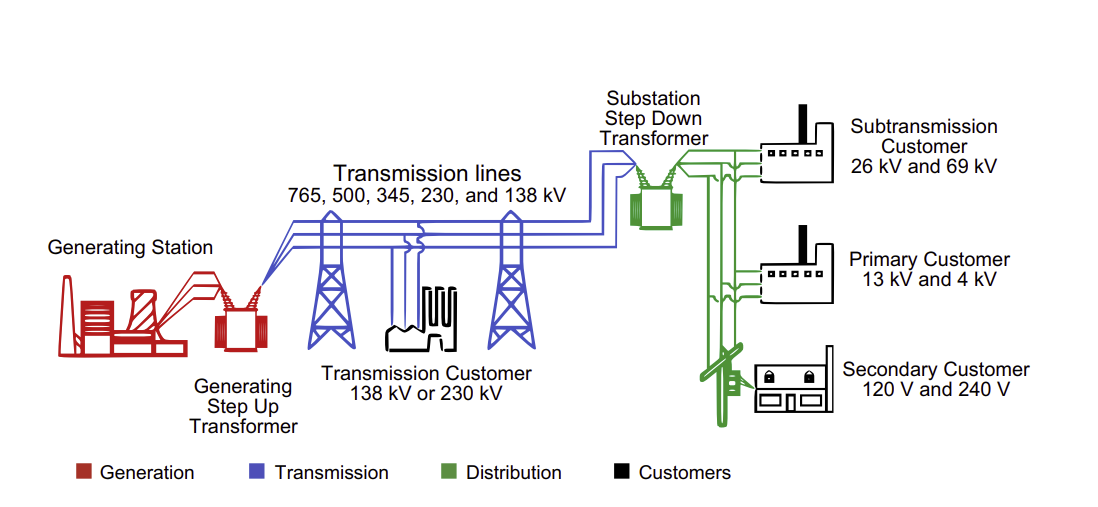 Substation
Step Down
Transformer
Subtransmission
Customer
26 kV and 69 kV
Transmission lines
765, 500, 345, 230, and 138 kV
Generating Station
Primary Customer
13 kV and 4 kV
Transmission Customer
138 kV or 230 kV
Secondary Customer
120 V and 240 V
Generating
Step Up
Transformer
Generation
Transmission
Distribution
Customers